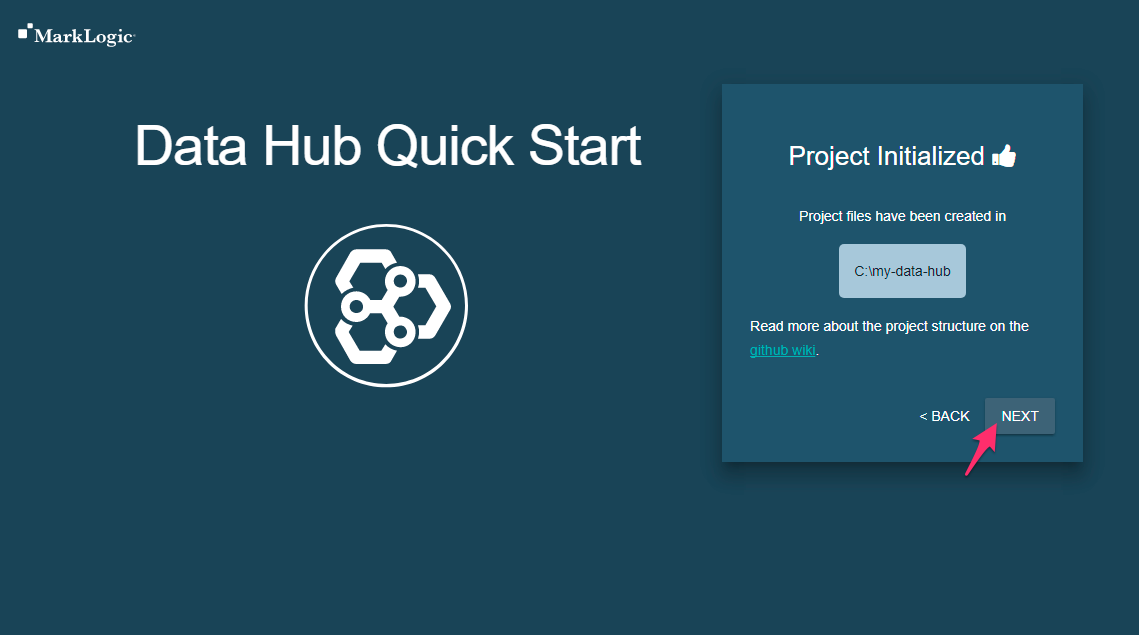 MarkLogic
Data Hub Quick Start
Project Initialized
Project files have been created in
C:\my-data-hub
Read more about the project structure on the
github wiki.
< BACK NEXT